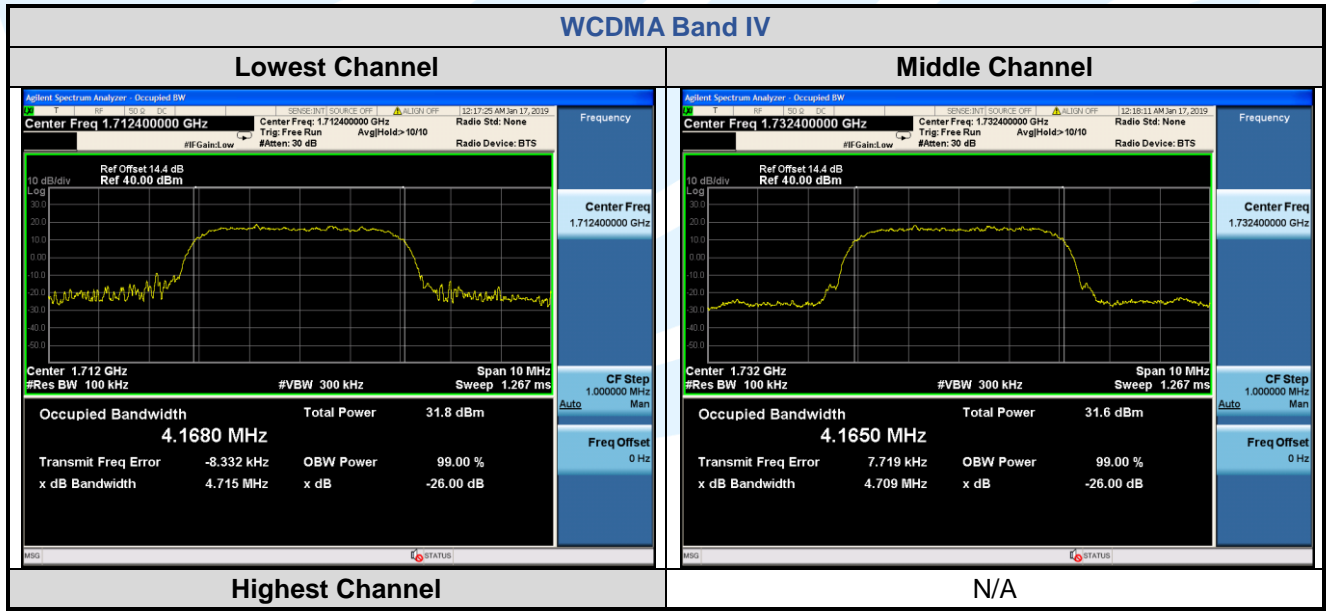 WCDMA Band IV
Lowest Channel
Middle Channel
Agilent Spectrum Analyzer - Occupied BW
T RF 50 Ω DC SENSE:INT SOURCE OFF ALIGN OFF 12:17:25 AM Jan 17, 2019
Center Freq 1.712400000 GHz
Center Freq: 1.712400000 GHz
Radio Std: None
Trig: Free Run Avg|Hold:> 10/10
#IFGain:Low #Atten: 30 dB Radio Device: BTS
Ref Offset 14.4 dB
10 dB/div Ref 40.00 dBm
Log
30.0
20.0
10.0
0.00
-10.0
-20.0
-30.0
-40.0
-50.0
Center 1.712 GHz Span 10 MHz
#Res BW 100 kHz #VBW 300 kHz Sweep 1.267 ms
Occupied Bandwidth Total Power 31.8 dBm
4.1680 MHz
Transmit Freq Error -8.332 kHz OBW Power 99.00 %
x dB Bandwidth 4.715 MHz x dB -26.00 dB
MSG STATUS
Frequency
Center Freq
1.712400000 GHz
CF Step
1.000000 MHz
Auto Man
Freq Offset
0 Hz
Agilent Spectrum Analyzer - Occupied BW
T RF 50 Ω DC SENSE:INT SOURCE OFF ALIGN OFF 12:18:11 AM Jan 17, 2019
Center Freq 1.732400000 GHz
Center Freq: 1.732400000 GHz
Radio Std: None
Trig: Free Run Avg|Hold:> 10/10
#IFGain:Low #Atten: 30 dB Radio Device: BTS
Ref Offset 14.4 dB
10 dB/div Ref 40.00 dBm
Log
30.0
20.0
10.0
0.00
-10.0
-20.0
-30.0
-40.0
-50.0
Center 1.732 GHz Span 10 MHz
#Res BW 100 kHz #VBW 300 kHz Sweep 1.267 ms
Occupied Bandwidth Total Power 31.6 dBm
4.1650 MHz
Transmit Freq Error 7.719 kHz OBW Power 99.00 %
x dB Bandwidth 4.709 MHz x dB -26.00 dB
MSG STATUS
Frequency
Center Freq
1.732400000 GHz
CF Step
1.000000 MHz
Auto Man
Freq Offset
0 Hz
Highest Channel
N/A